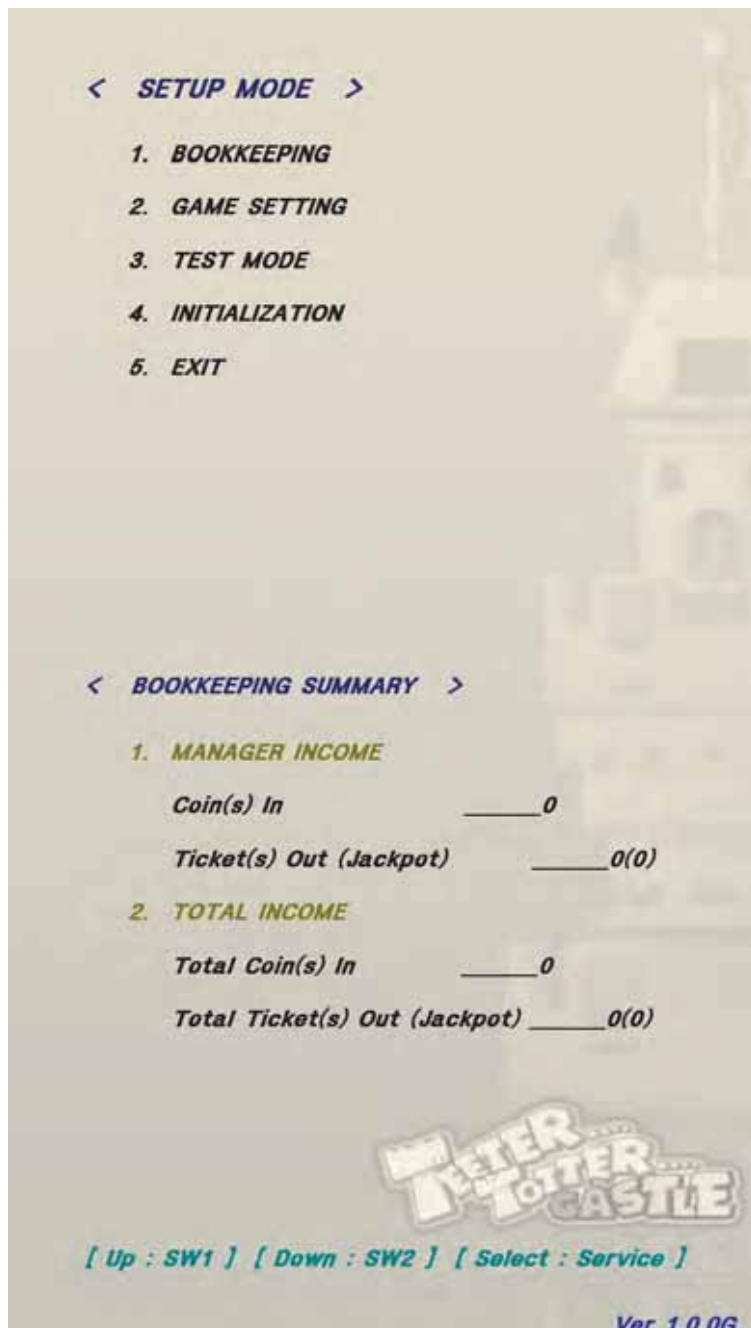 < SETUP MODE >
1. BOOKKEEPING
2. GAME SETTING
3. TEST MODE
4. INITIALIZATION
5. EXIT
< BOOKKEEPING SUMMARY >
1. MANAGER INCOME
Coin(s) In ______0
Ticket(s) Out (Jackpot) ______0(0)
2. TOTAL INCOME
Total Coin(s) In ______0
Total Ticket(s) Out (Jackpot) ______0(0)
TEETER
TOTTER
CASTLE
[ Up : SW1 ] [ Down : SW2 ] [ Select : Service ]
Ver 1.0.0G